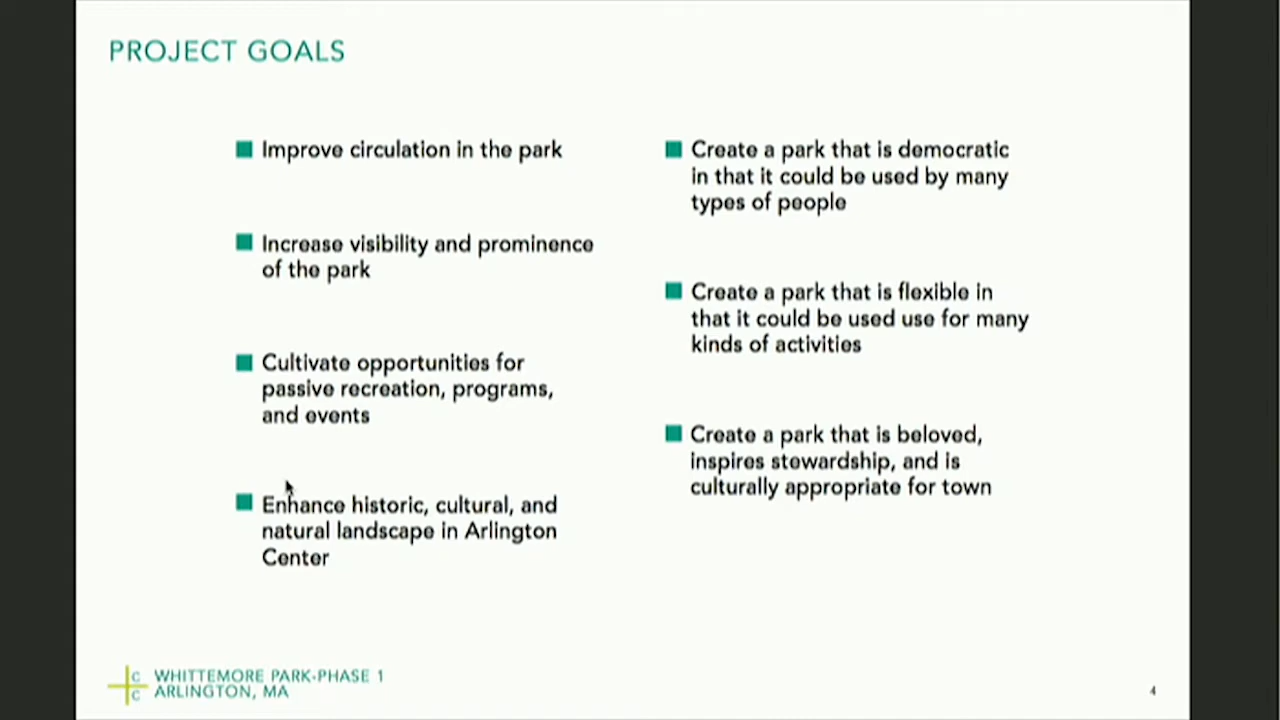 PROJECT GOALS
Improve circulation in the park
Increase visibility and prominence
of the park
Cultivate opportunities for
passive recreation, programs,
and events
Enhance historic, cultural, and
natural landscape in Arlington
Center
Create a park that is democratic
in that it could be used by many
types of people
Create a park that is flexible in
that it could be used use for many
kinds of activities
Create a park that is beloved,
inspires stewardship, and is
culturally appropriate for town
C
C
WHITTEMORE PARK-PHASE 1
ARLINGTON, MA
4